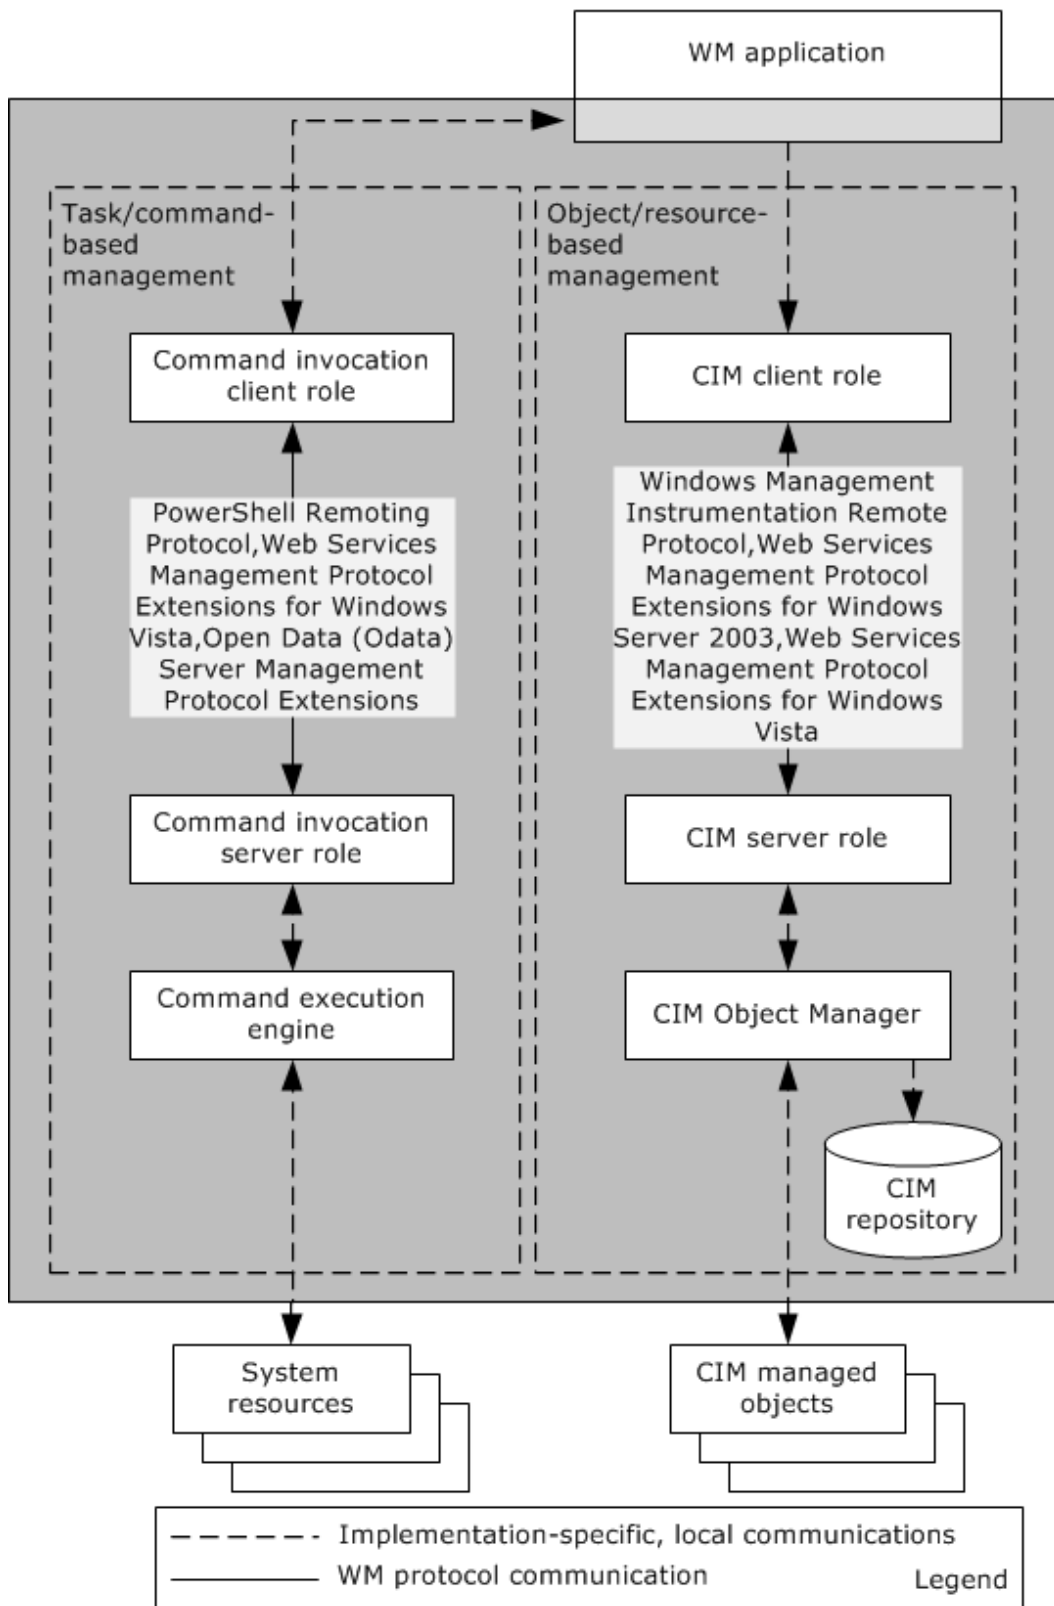 WM application
Task/command-
based
management
Object/resource-
based
management
Command invocation
client role
CIM client role
PowerShell Remoting
Protocol,Web Services
Management Protocol
Extensions for Windows
Vista,Open Data (Odata)
Server Management
Protocol Extensions
Windows Management
Instrumentation Remote
Protocol,Web Services
Management Protocol
Extensions for Windows
Server 2003,Web Services
Management Protocol
Extensions for Windows
Vista
Command invocation
server role
CIM server role
Command execution
engine
CIM Object Manager
CIM
repository
System
resources
CIM managed
objects
Implementation-specific, local communications
WM protocol communication
Legend